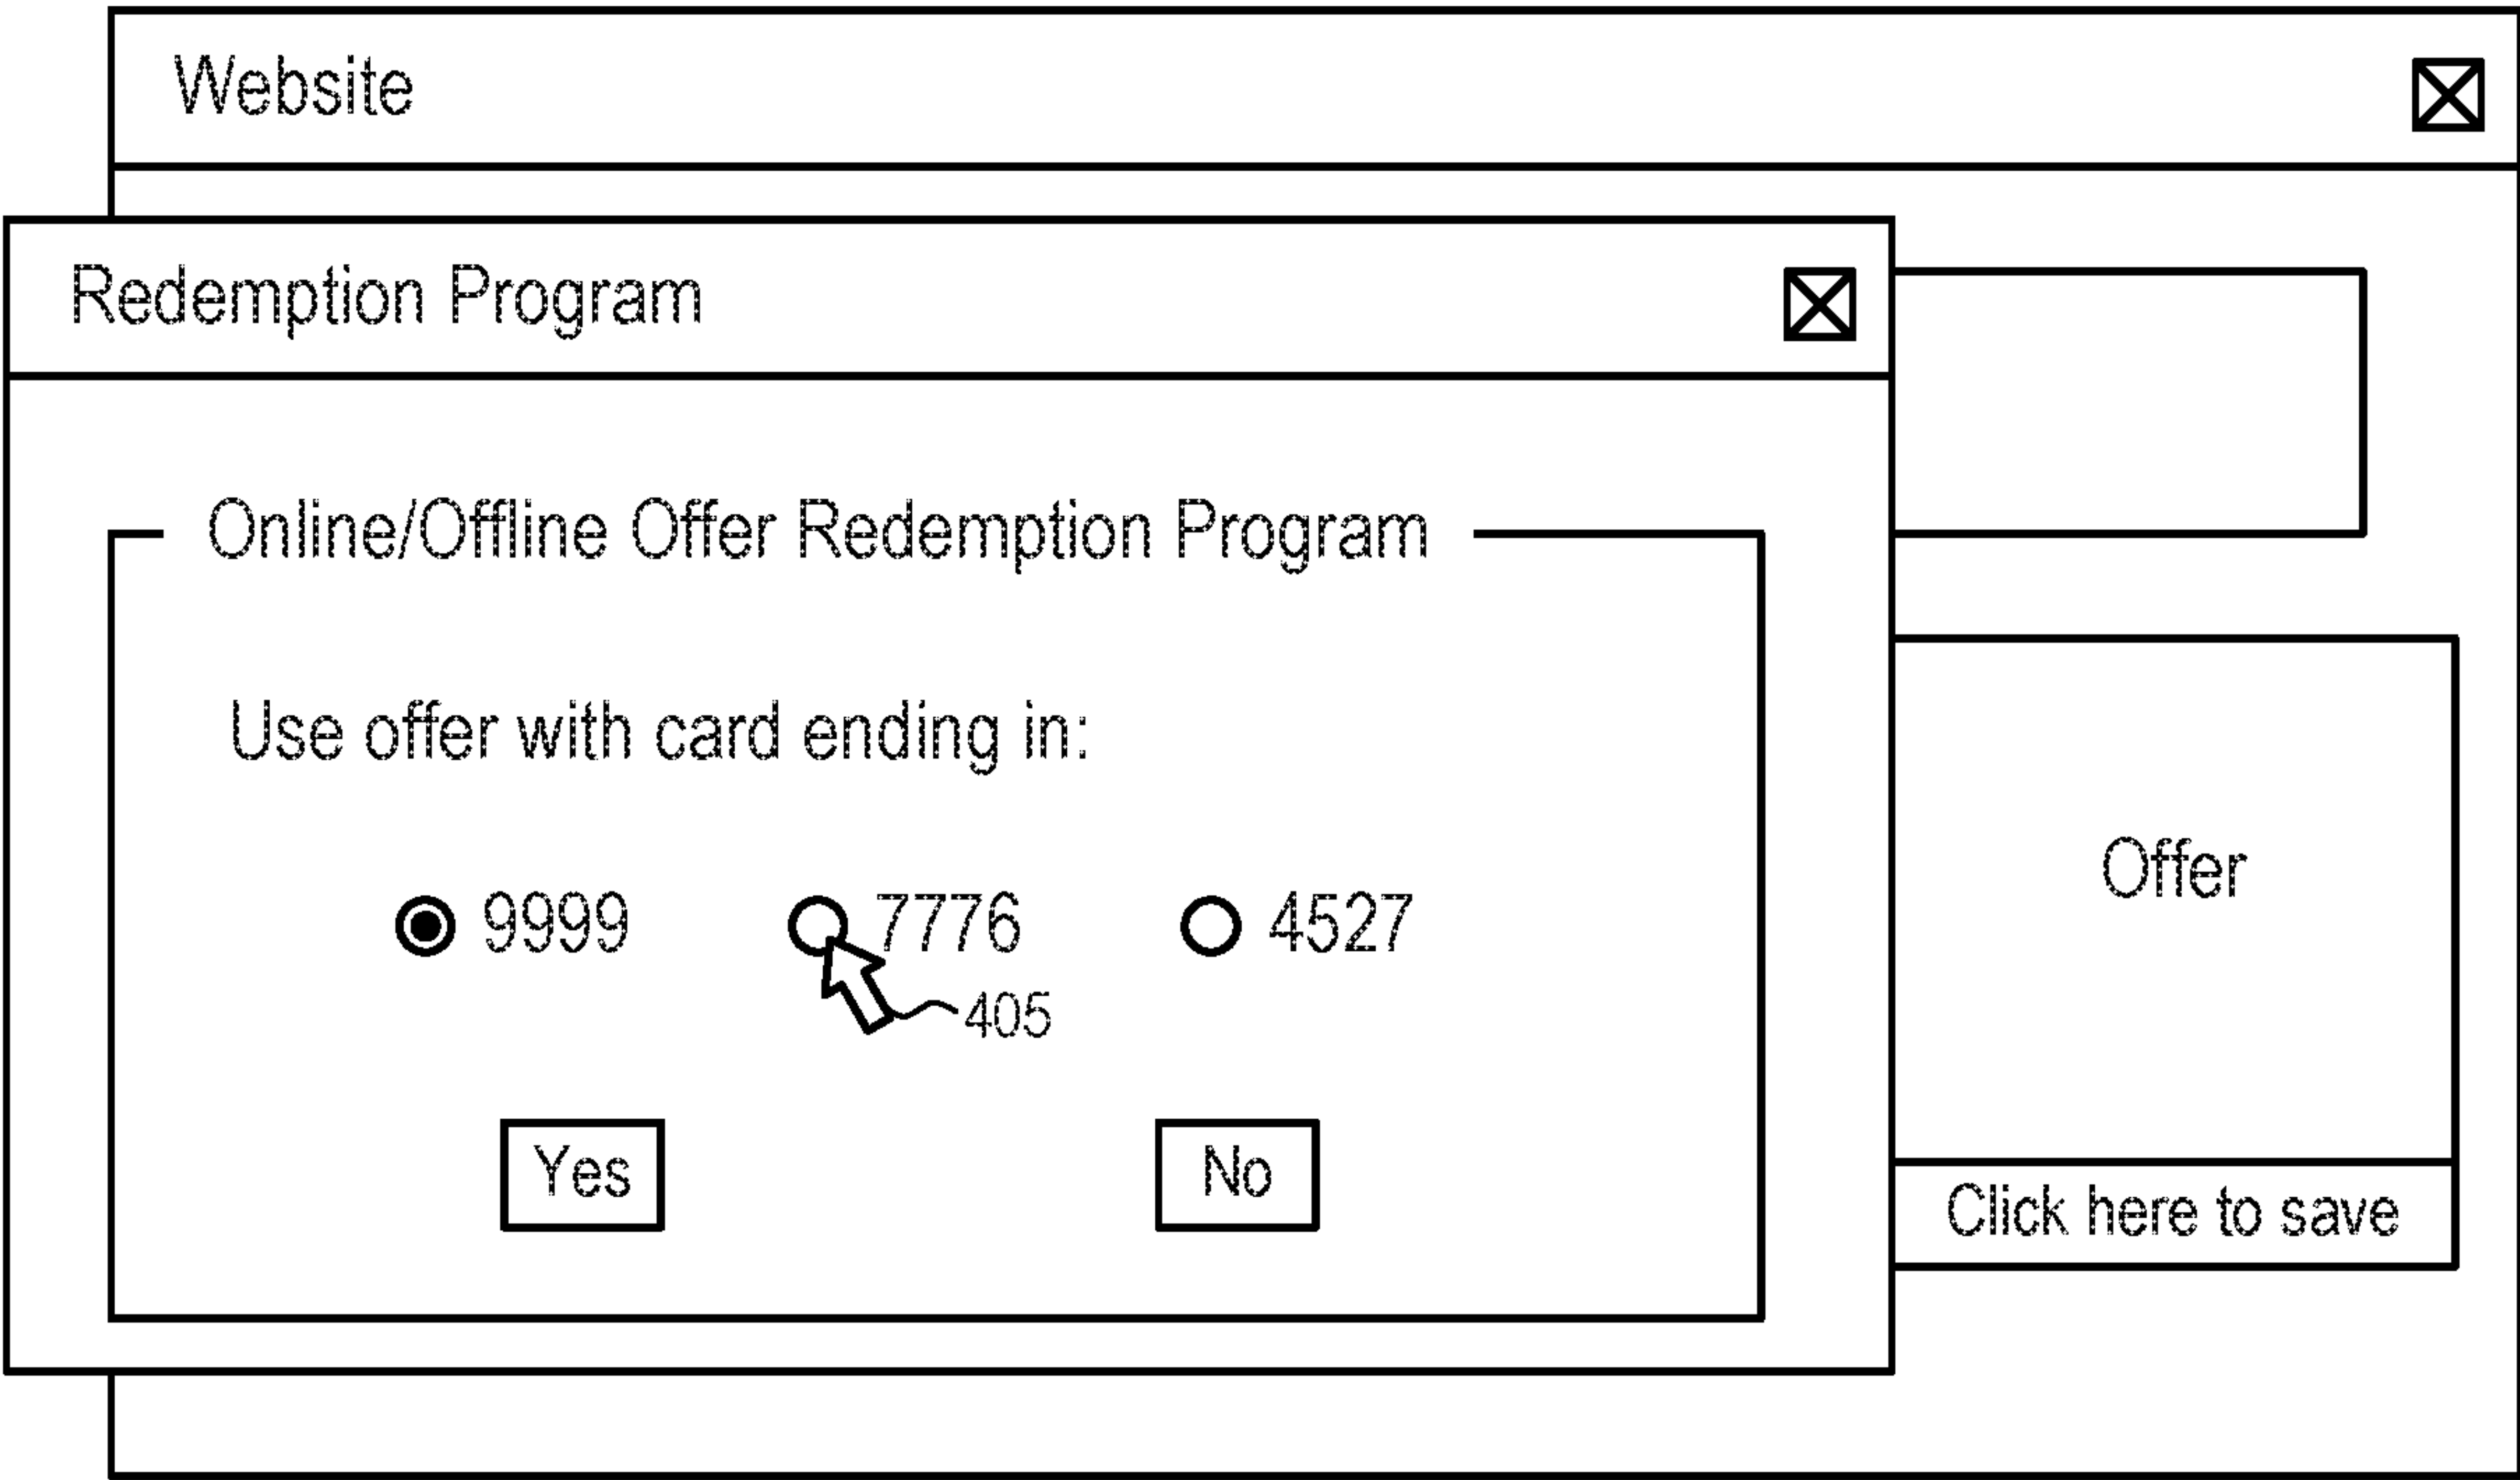 Website
Redemption Program
Online/Offline Offer Redemption Program
Use offer with card ending in:
9999 7776 4527
405
Yes No
Offer
Click here to save